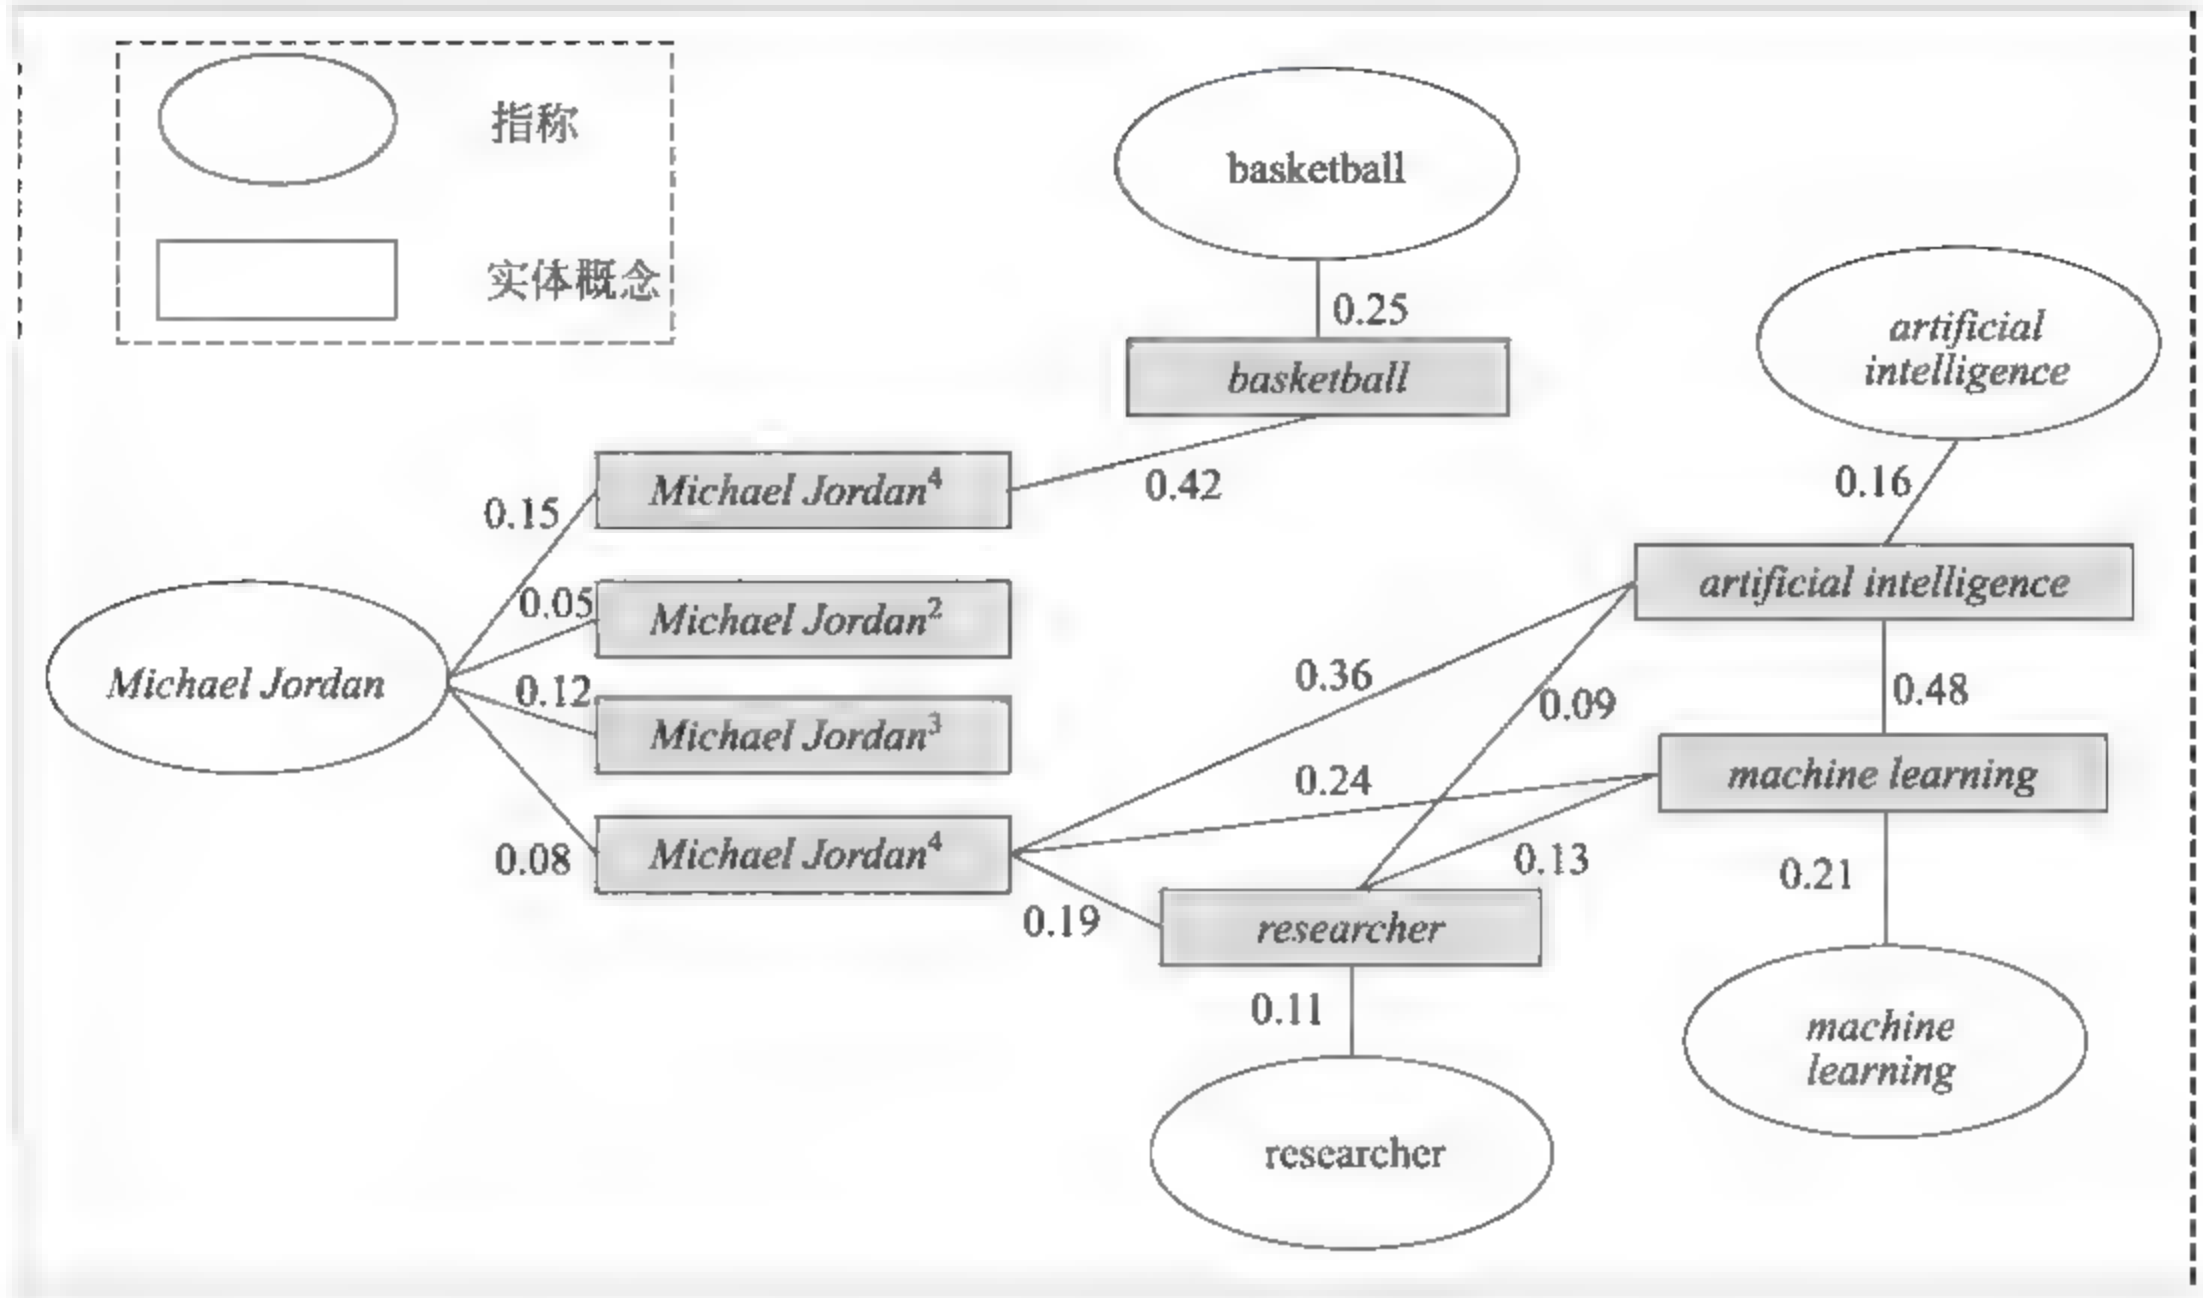 指称
实体概念
basketball
0.25
basketball
artificial
intelligence
0.16
Michael Jordan⁴
0.15
0.42
artificial intelligence
0.05
Michael Jordan²
Michael Jordan
0.12
Michael Jordan³
0.36
0.09
0.48
machine learning
0.24
0.08
Michael Jordan⁴
0.13
0.21
0.19
researcher
0.11
machine
learning
researcher